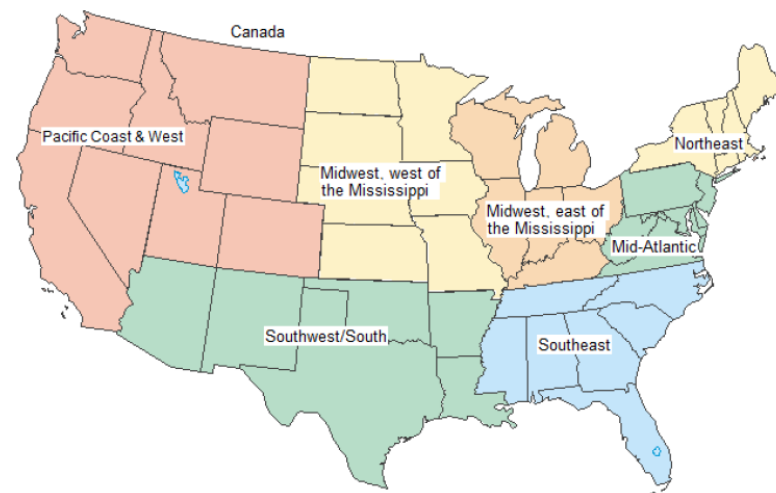 Canada
Pacific Coast & West
Northeast
Midwest, west of
the Mississippi
Midwest, east of
the Mississippi
Mid-Atlantic
Southwest/South
Southeast